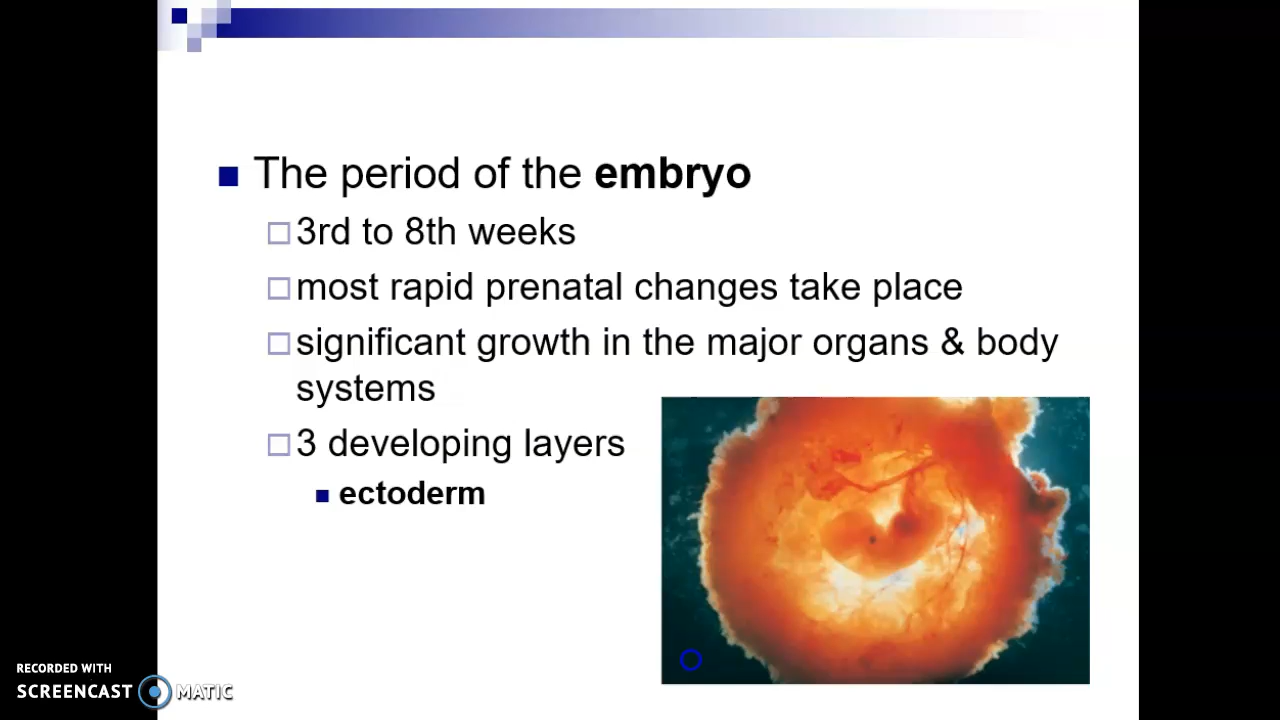 The period of the embryo
3rd to 8th weeks
most rapid prenatal changes take place
significant growth in the major organs & body
systems
3 developing layers
ectoderm
RECORDED WITH
SCREENCAST MATIC